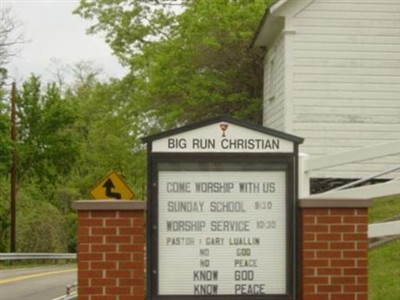 BIG RUN CHRISTIAN
COME WORSHIP WITH US
SUNDAY SCHOOL 9:30
WORSHIP SERVICE 10:30
PASTOR : GARY LUALLIN
NO GOD
NO PEACE
KNOW GOD
KNOW PEACE